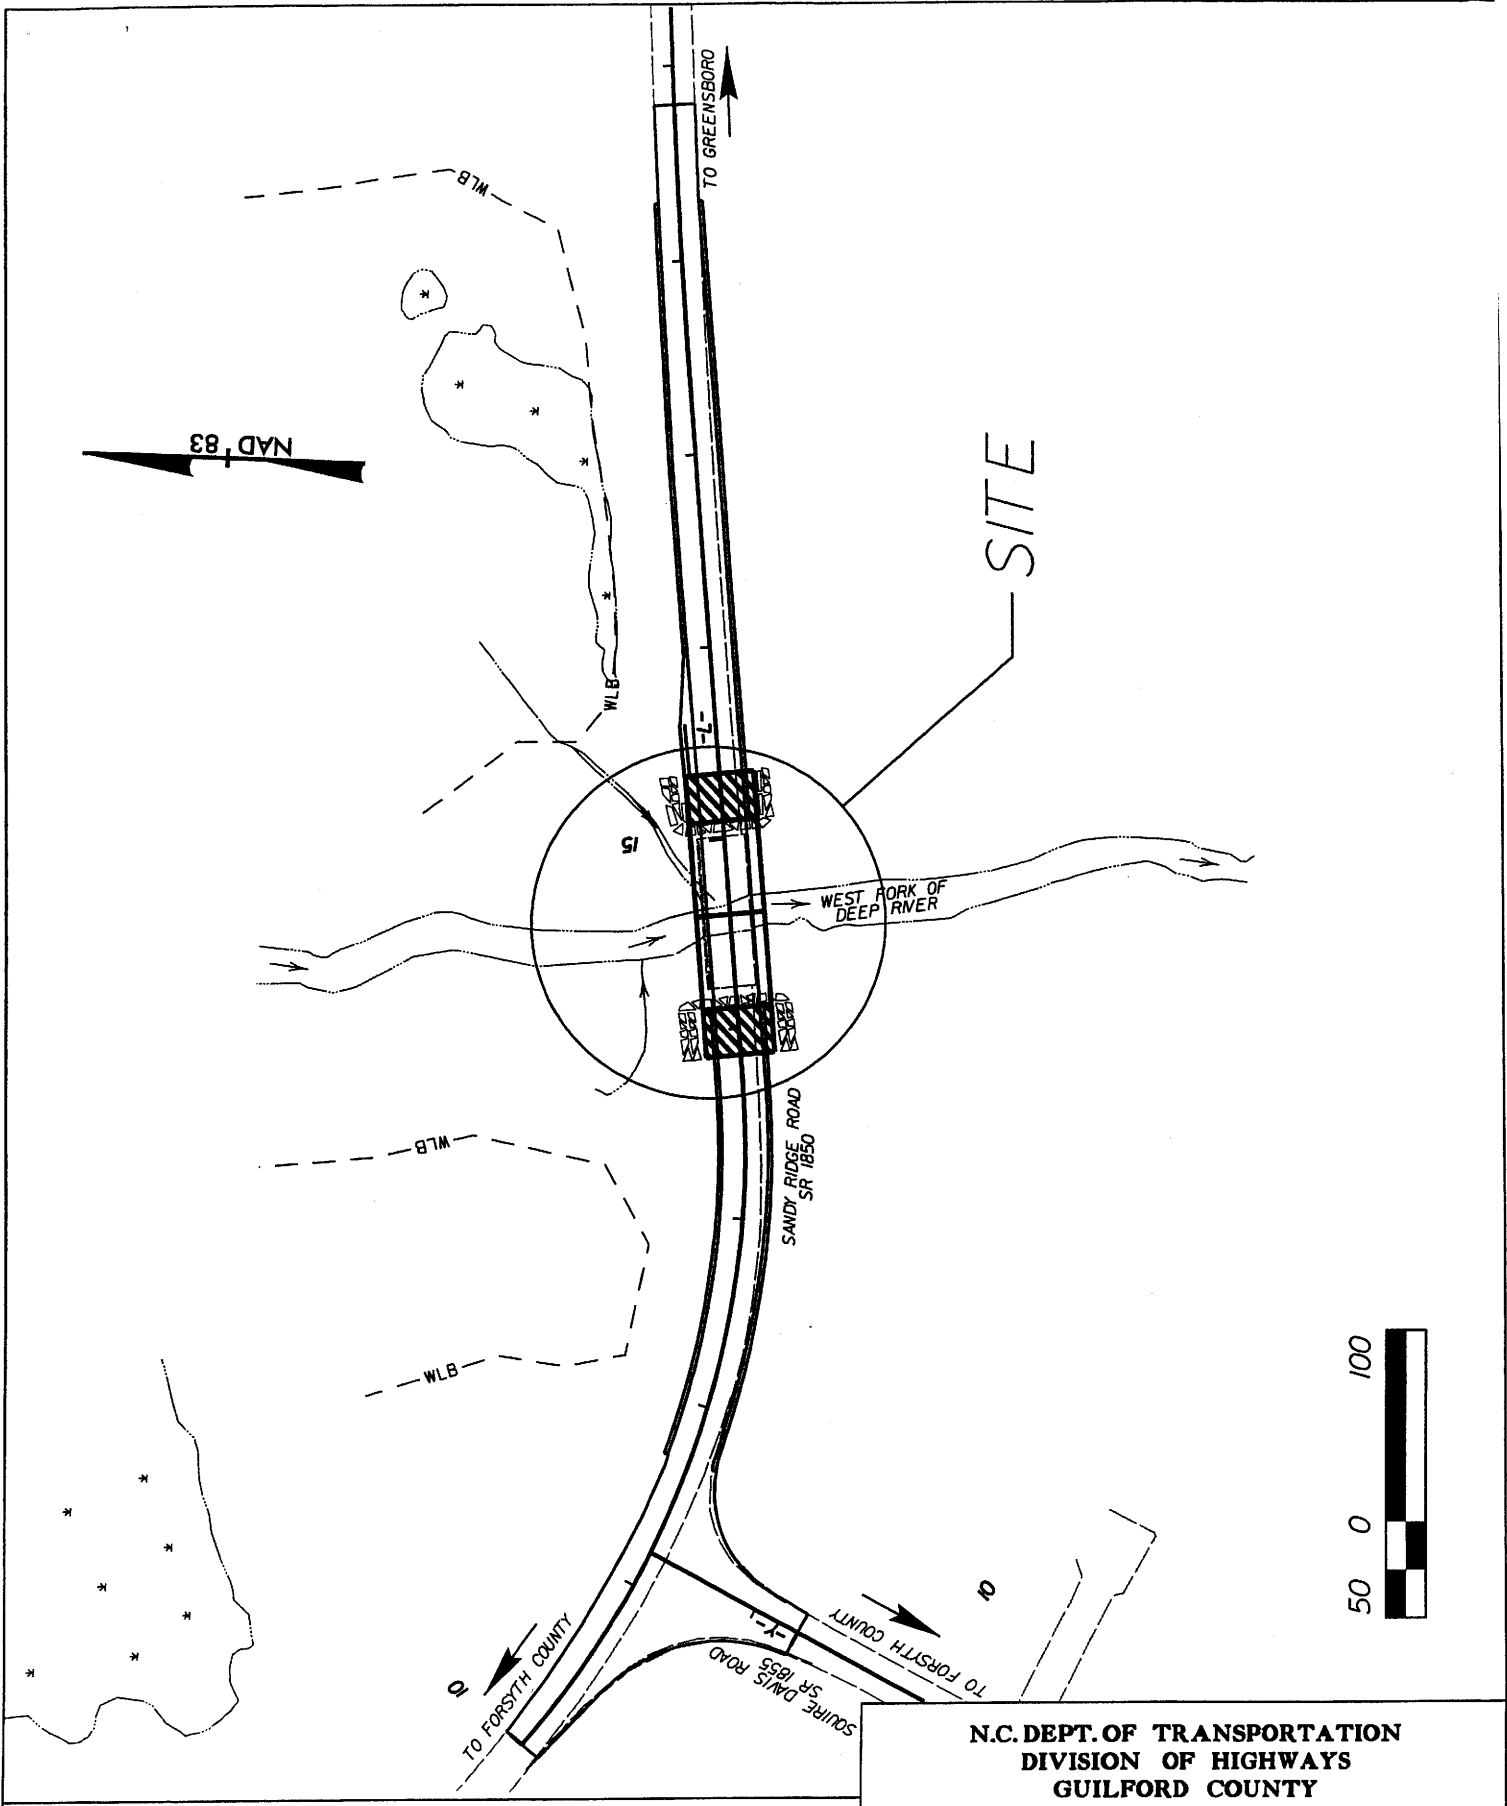 TO GREENSBORO
WLB
NAD 83
SITE
WLB
-L-
15
WEST FORK OF
DEEP RIVER
WLB
SANDY RIDGE ROAD
SR 1850
WLB
100
0
50
10
TO FORSYTH COUNTY
-Y-
SQUIRE DAVIS ROAD
SR 1855
TO FORSYTH COUNTY
10
N.C. DEPT. OF TRANSPORTATION
DIVISION OF HIGHWAYS
GUILFORD COUNTY